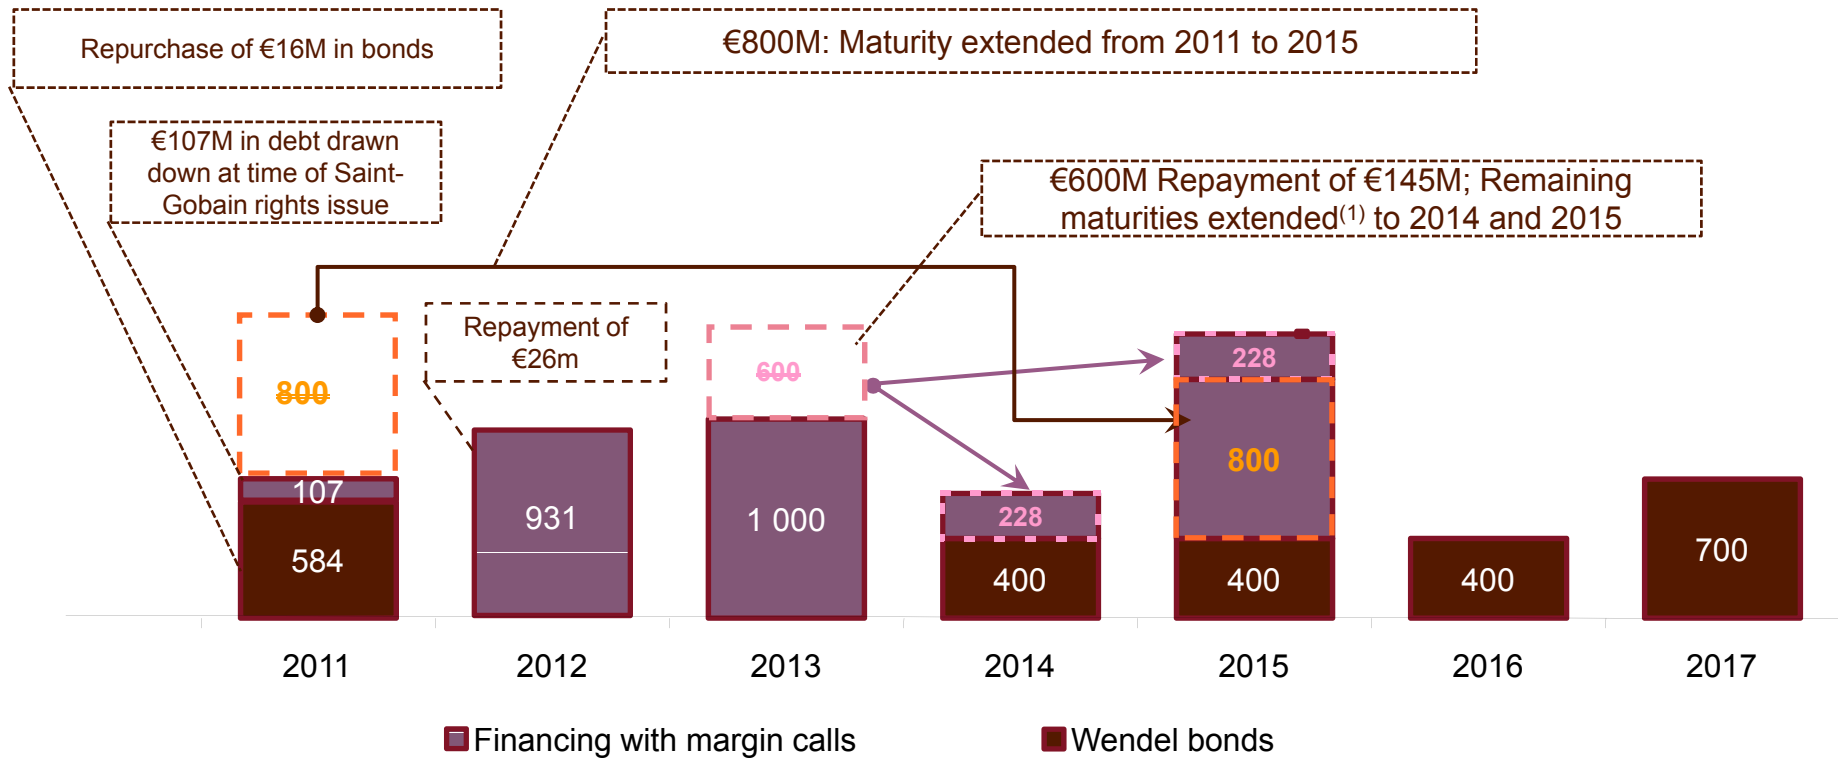 Repurchase of €16M in bonds
€800M: Maturity extended from 2011 to 2015
€107M in debt drawn
down at time of Saint-
Gobain rights issue
€600M Repayment of €145M; Remaining
maturities extended(1) to 2014 and 2015
Repayment of
€26m
800
107
584
931
600
1 000
228
400
228
800
400
400
700
2011
2012
2013
2014
2015
2016
2017
Financing with margin calls
Wendel bonds